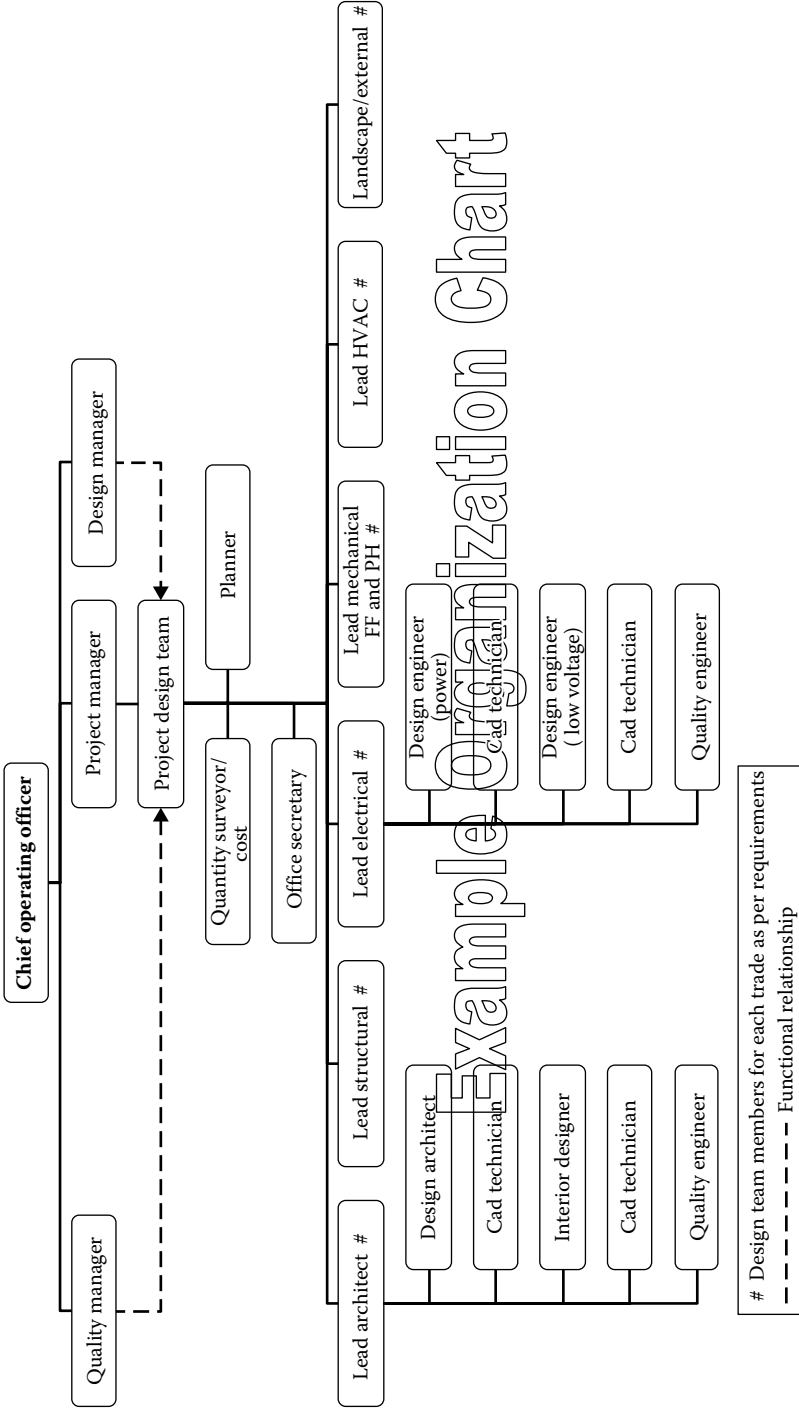 Chief operating officer
Quality manager
Project manager
Design manager
Project design team
Quantity surveyor/
cost
Planner
Office secretary
Lead architect #
Lead structural #
Lead electrical #
Lead mechanical
FF and PH #
Lead HVAC #
Landscape/external #
Design architect
Cad technician
Interior designer
Cad technician
Quality engineer
Design engineer
(power)
Cad technician
Design engineer
( low voltage)
Cad technician
Quality engineer
Example Organization Chart
# Design team members for each trade as per requirements
Functional relationship